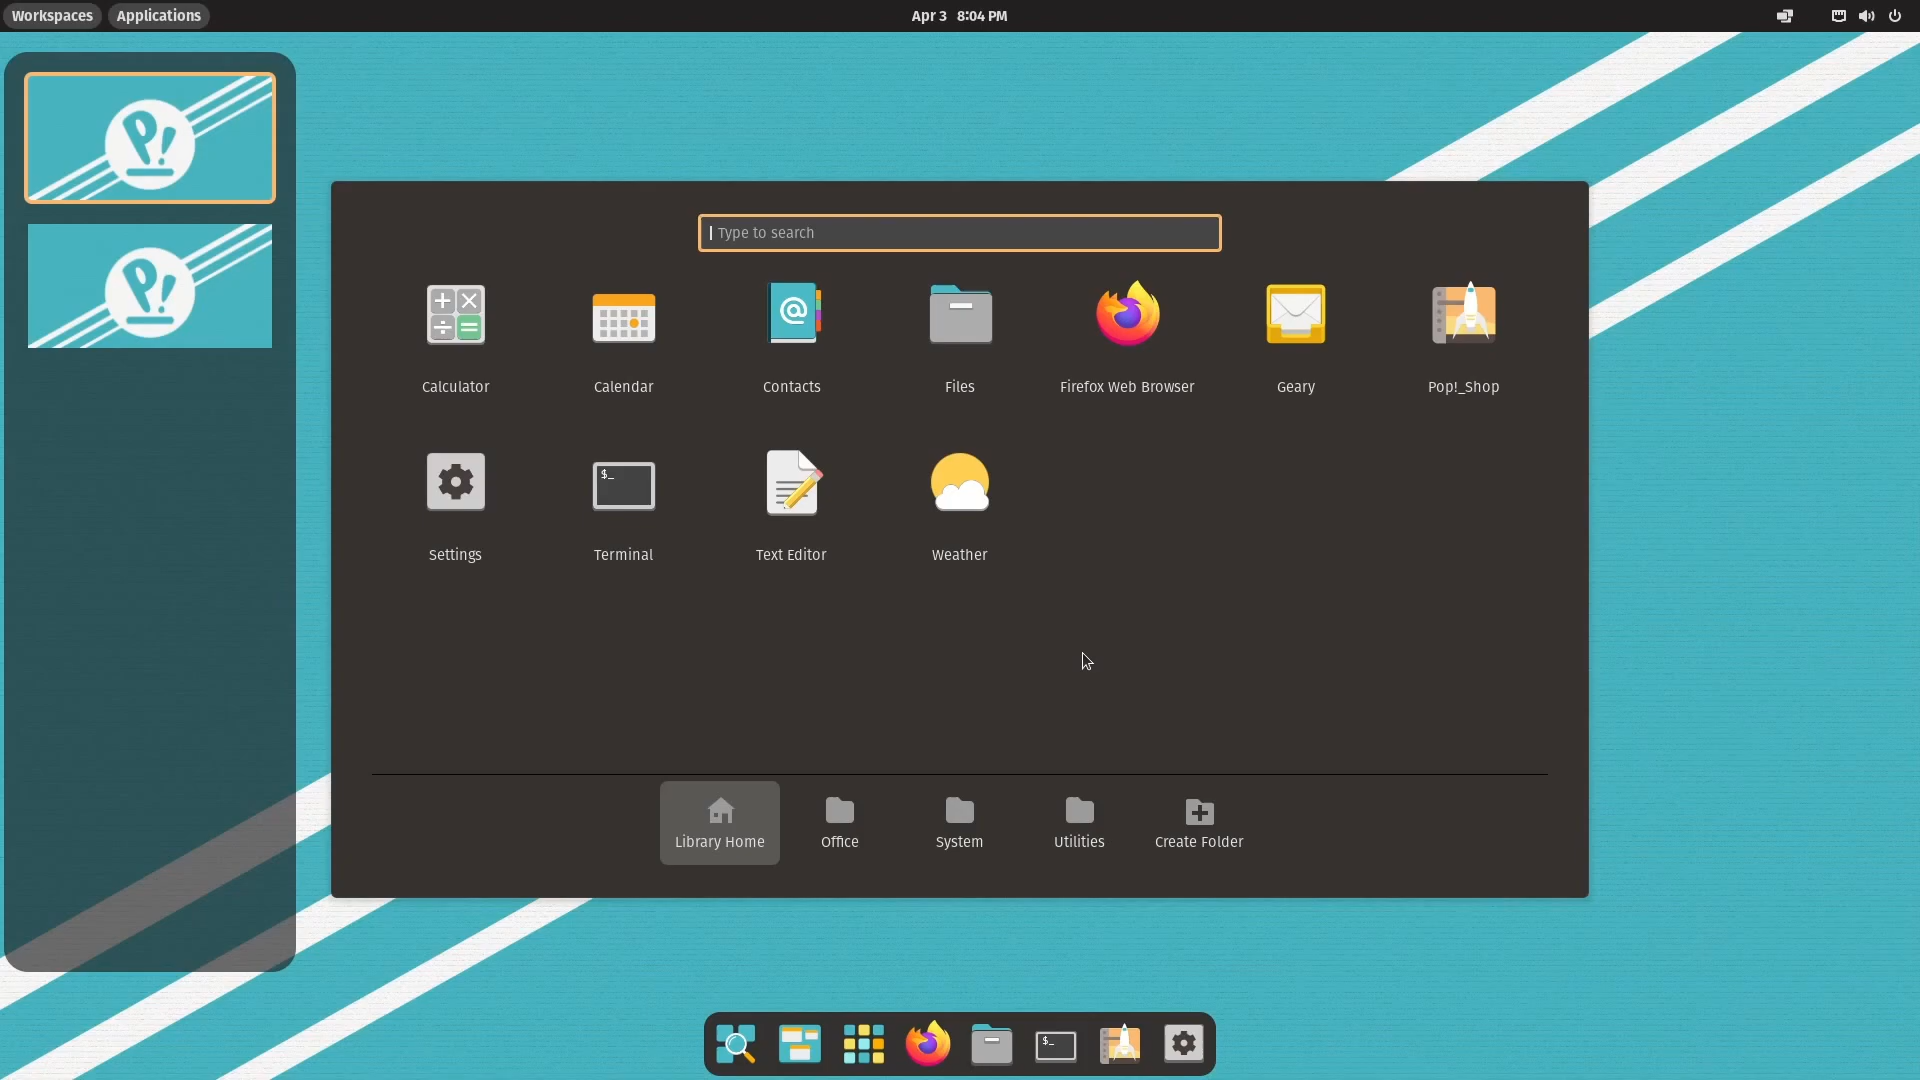 Workspaces Applications Apr 3 8:04 PM
P!
P!
Type to search
Calculator Calendar Contacts Files Firefox Web Browser Geary Pop!_Shop
$_
Settings Terminal Text Editor Weather
Library Home Office System Utilities Create Folder
$_